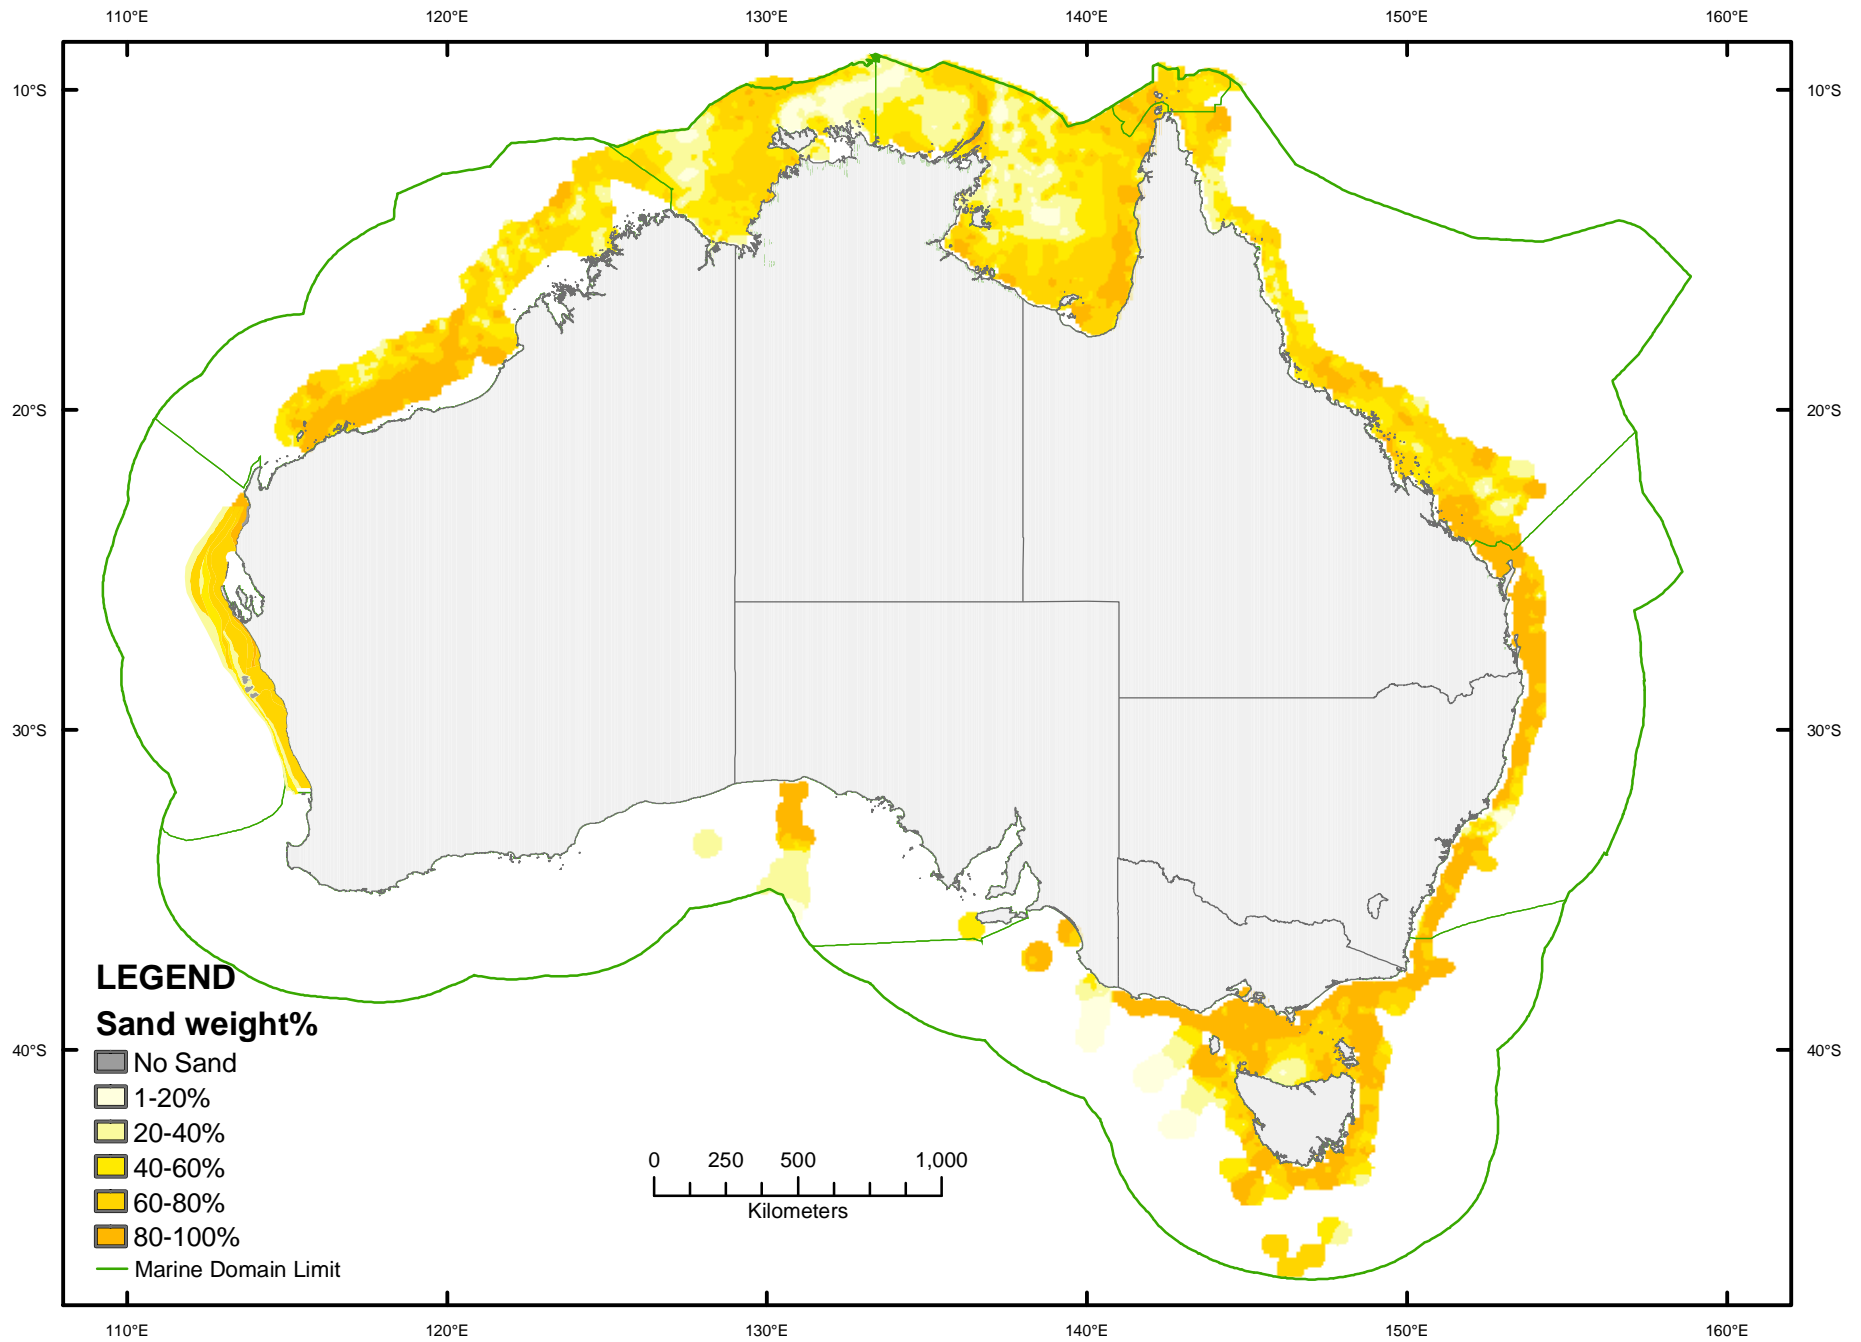 110°E 120°E 130°E 140°E 150°E 160°E
10°S 10°S
20°S 20°S
30°S 30°S
40°S 40°S
LEGEND
Sand weight%
No Sand
1-20%
20-40%
40-60%
60-80%
80-100%
Marine Domain Limit
0 250 500 1,000
Kilometers
110°E 120°E 130°E 140°E 150°E 160°E